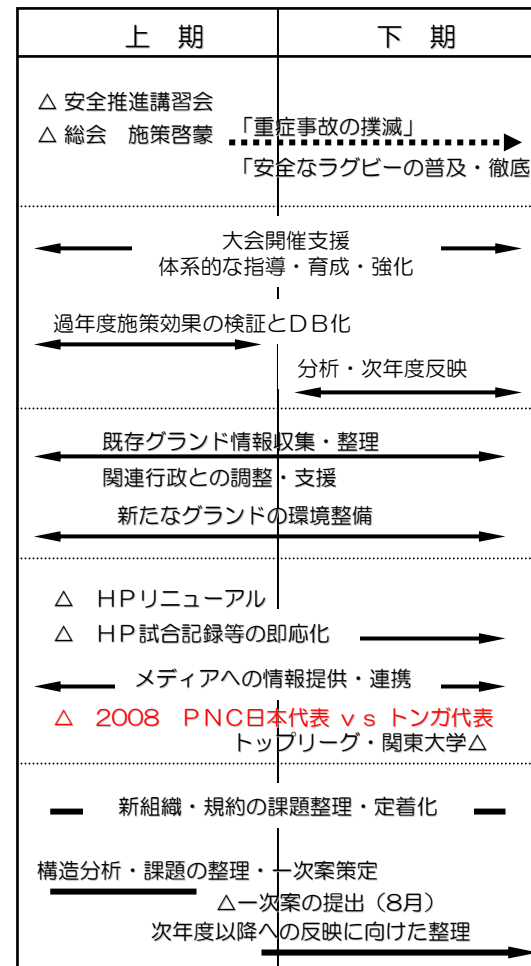 上 期 下 期
△ 安全推進講習会
△ 総会 施策啓蒙 「重症事故の撲滅」
「安全なラグビーの普及・徹底
大会開催支援
体系的な指導・育成・強化
過年度施策効果の検証とＤＢ化
分析・次年度反映
既存グランド情報収集・整理
関連行政との調整・支援
新たなグランドの環境整備
△ ＨＰリニューアル
△ ＨＰ試合記録等の即応化
メディアへの情報提供・連携
△ 2008 ＰＮＣ日本代表 ｖｓ トンガ代表
トップリーグ・関東大学△
新組織・規約の課題整理・定着化
構造分析・課題の整理・一次案策定
△一次案の提出（8月）
次年度以降への反映に向けた整理